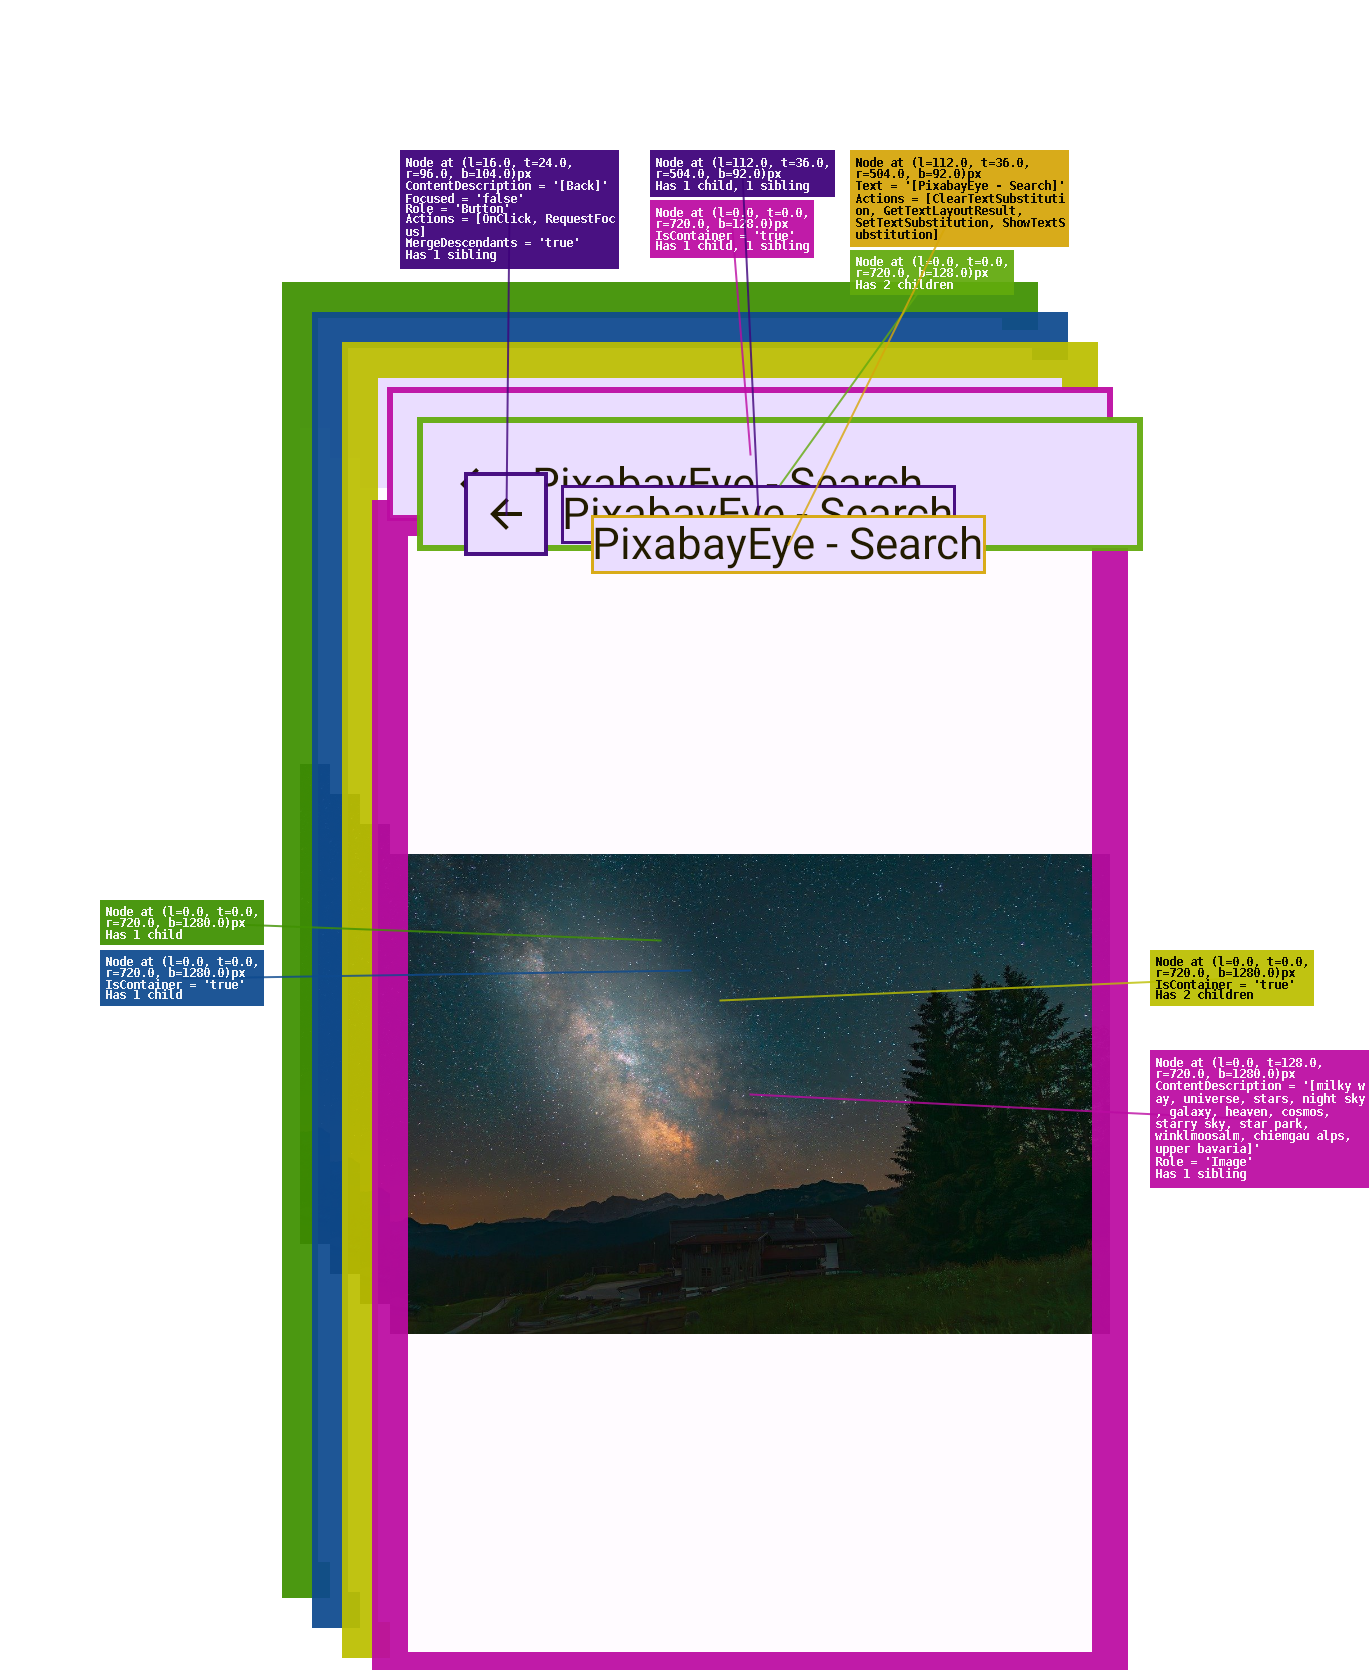 Node at (l=16.0, t=24.0,
r=96.0, b=104.0)px
ContentDescription = '[Back]'
Focused = 'false'
Role = 'Button'
Actions = [OnClick, RequestFoc
us]
MergeDescendants = 'true'
Has 1 sibling
Node at (l=112.0, t=36.0,
r=504.0, b=92.0)px
Has 1 child, 1 sibling
Node at (l=0.0, t=0.0,
r=720.0, b=128.0)px
IsContainer = 'true'
Has 1 child, 1 sibling
Node at (l=112.0, t=36.0,
r=504.0, b=92.0)px
Text = '[PixabayEye - Search]'
Actions = [ClearTextSubstituti
on, GetTextLayoutResult,
SetTextSubstitution, ShowTextS
ubstitution]
Node at (l=0.0, t=0.0,
r=720.0, b=128.0)px
Has 2 children
PixabayEye - Search
PixabayEye - Search
PixabayEye - Search
Node at (l=0.0, t=0.0,
r=720.0, b=1280.0)px
Has 1 child
Node at (l=0.0, t=0.0,
r=720.0, b=1280.0)px
IsContainer = 'true'
Has 1 child
Node at (l=0.0, t=0.0,
r=720.0, b=1280.0)px
IsContainer = 'true'
Has 2 children
Node at (l=0.0, t=128.0,
r=720.0, b=1280.0)px
ContentDescription = '[milky w
ay, universe, stars, night sky
, galaxy, heaven, cosmos,
starry sky, star park,
winklmoosalm, chiemgau alps,
upper bavaria]'
Role = 'Image'
Has 1 sibling